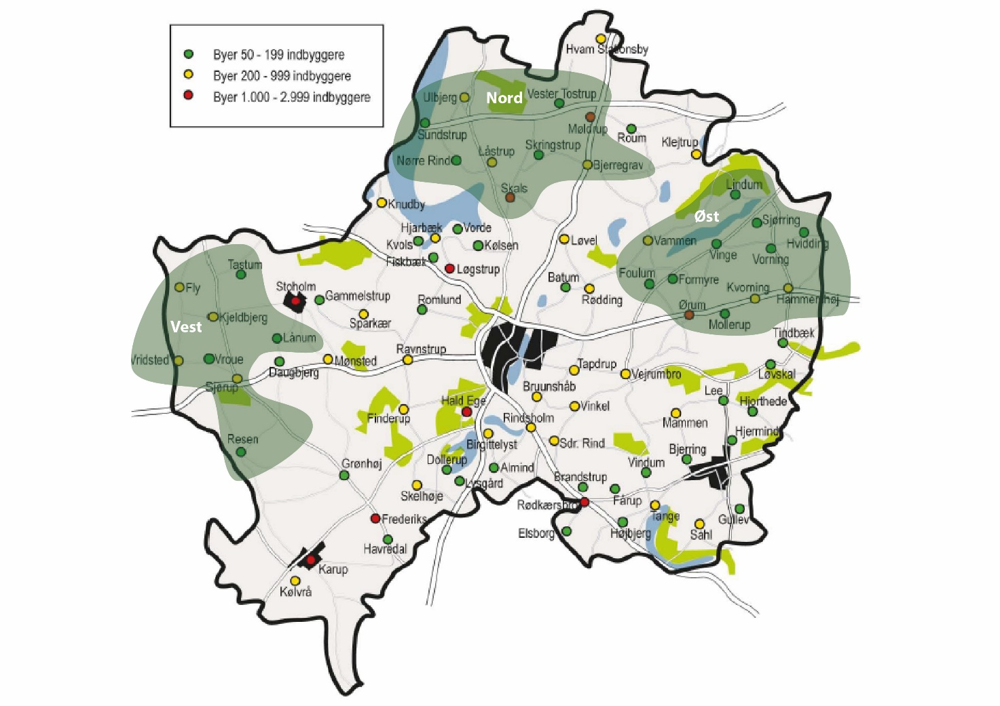 Byer 50 - 199 indbyggere
Byer 200 - 999 indbyggere
Byer 1.000 - 2.999 indbyggere
Hvam Stationsby
Ulbjerg
Nord
Vester Tostrup
Sundstrup
Møldrup
Roum
Klejtrup
Skringstrup
Låstrup
Nørre Rind
Bjerregrav
Skals
Lindum
Knudby
Øst
Sjørring
Hjarbæk
Vorde
Kvols
Kølsen
Løvel
Vammen
Hvidding
Vinge
Vorning
Fiskbæk
Løgstrup
Tastum
Batum
Foulum
Formyre
Fly
Stoholm
Gammelstrup
Romlund
Rødding
Kvorning
Hammershøj
Kjeldbjerg
Sparkær
Ørum
Mollerup
Vest
Lånum
Tindbæk
Vridsted
Vroue
Daugbjerg
Mønsted
Ravnstrup
Tapdrup
Vejrumbro
Løvskal
Sjørup
Bruunshåb
Lee
Hald Ege
Vinkel
Hjorthede
Finderup
Rindsholm
Mammen
Hjermind
Resen
Birgittelyst
Sdr. Rind
Bjerring
Grønhøj
Dollerup
Almind
Vindum
Lysgård
Brandstrup
Skelhøje
Rødkærsbro
Fårup
Frederiks
Tange
Gullev
Elsborg
Højbjerg
Sahl
Havredal
Karup
Kølvrå